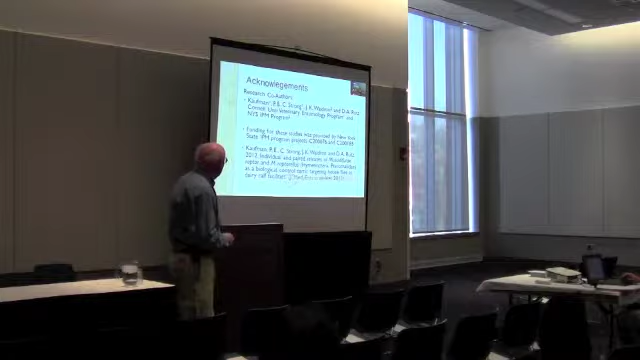 Acknowlegements
Research Co-Authors
• Kaufman, P.E., C. Strong, J.K. Waldron and D.A. Rutz
Cornell Univ Veterinary Entomology Program and
NYS IPM Program
• Funding for these studies was provided by New York
State IPM program projects
• Kaufman, P.E., C. Strong, J.K. Waldron and D.A. Rutz
2012. Individual and paired releases of Muscidifurax
raptor and M. raptorellus (Hymenoptera: Pteromalidae)
as a biological control tactic targeting house flies in
dairy calf facilities.